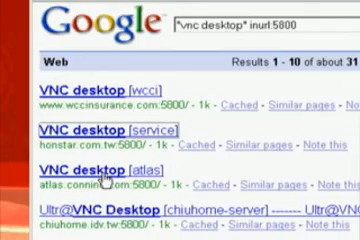 Google
"vnc desktop" inurl:5800
Web Results 1 - 10 of about 31
VNC desktop [wcci]
www.wccinsurance.com:5800/ - 1k - Cached - Similar pages - No
VNC desktop [service]
honstar.com.tw:5800/ - 1k - Cached - Similar pages - Note this
VNC desktop [atlas]
com:5800/ - 1k - Cached - Similar pages - Note this
Ultr@VNC Desktop [chiuhome-server] ------- Ultr@VNC
chiuhome.idv.tw:5800/ - 1k - Cached - Similar pages - Note this